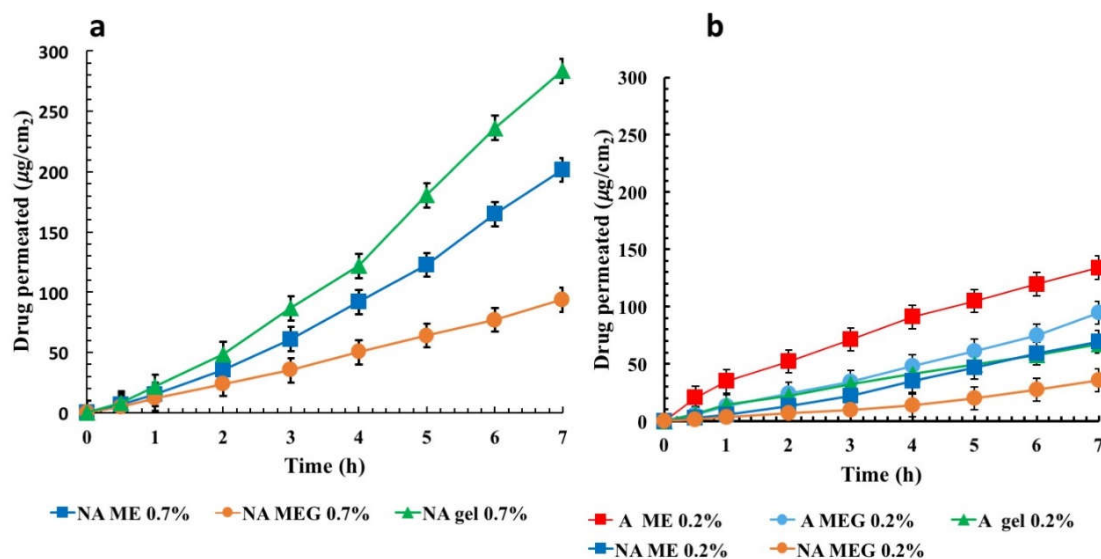 a
300
250
200
150
100
50
0
Drug permeated (µg/cm2)
0 1 2 3 4 5 6 7
Time (h)
NA ME 0.7% NA MEG 0.7% NA gel 0.7%
b
300
250
200
150
100
50
0
Drug permeated (µg/cm2)
0 1 2 3 4 5 6 7
Time (h)
A ME 0.2% A MEG 0.2% A gel 0.2%
NA ME 0.2% NA MEG 0.2%